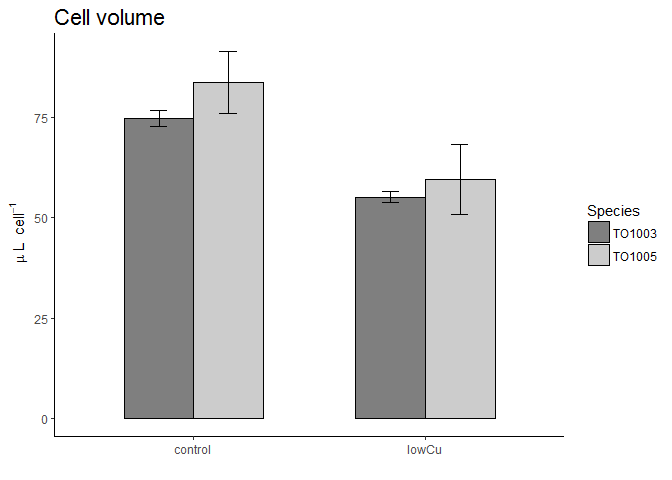 Cell volume
75
50
25
0
μ L cell⁻¹
control
lowCu
Species
TO1003
TO1005